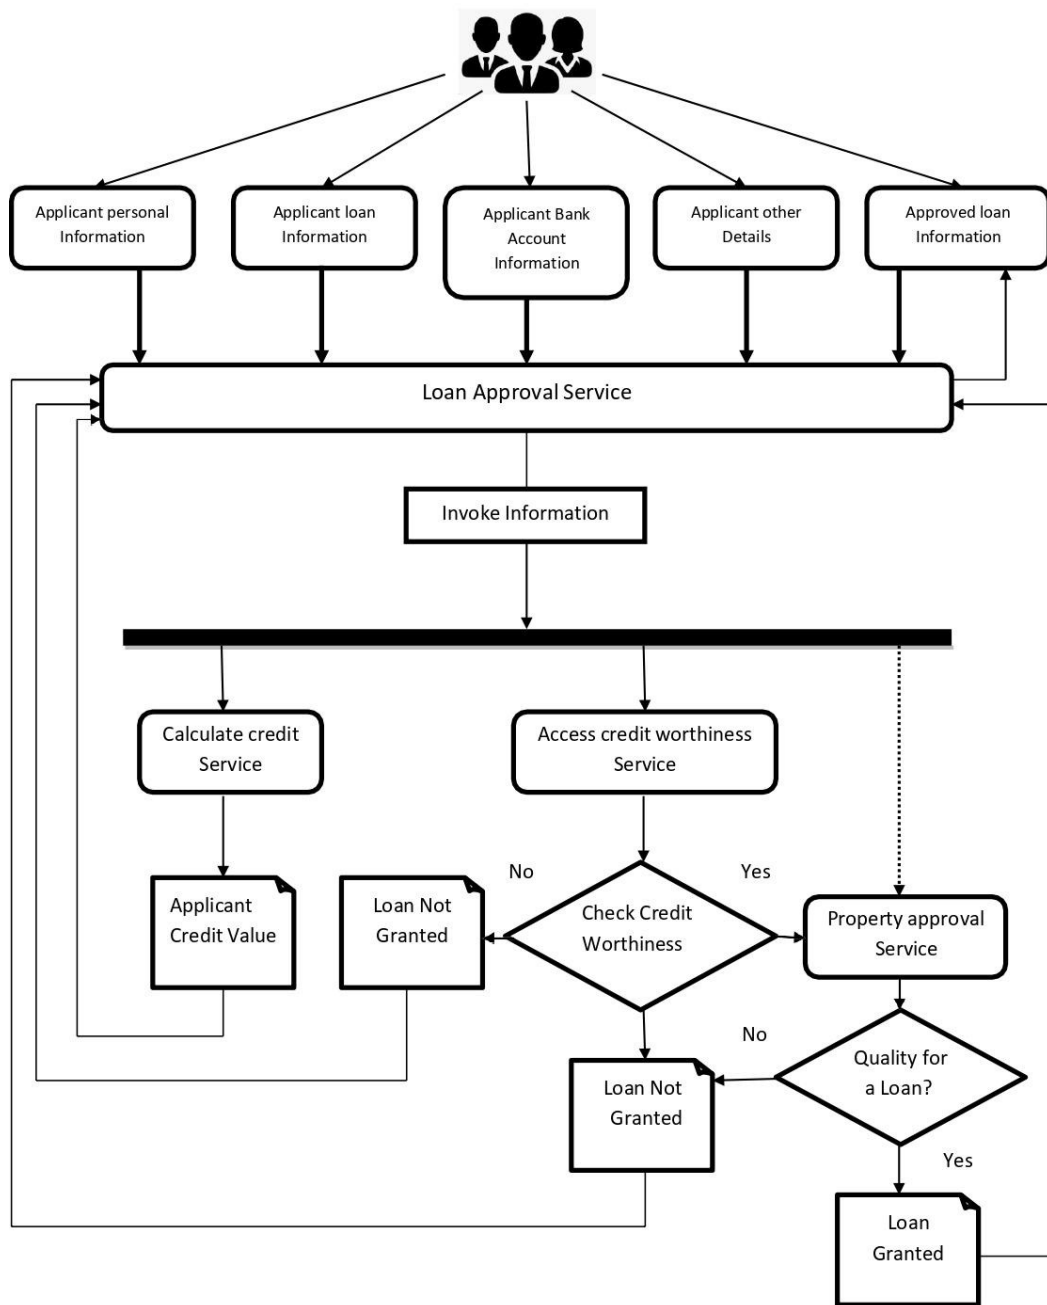 Applicant personal
Information
Applicant loan
Information
Applicant Bank
Account
Information
Applicant other
Details
Approved loan
Information
Loan Approval Service
Invoke Information
Calculate credit
Service
Access credit worthiness
Service
No
Yes
Applicant
Credit Value
Loan Not
Granted
Check Credit
Worthiness
Property approval
Service
No
Loan Not
Granted
Quality for
a Loan?
Yes
Loan
Granted